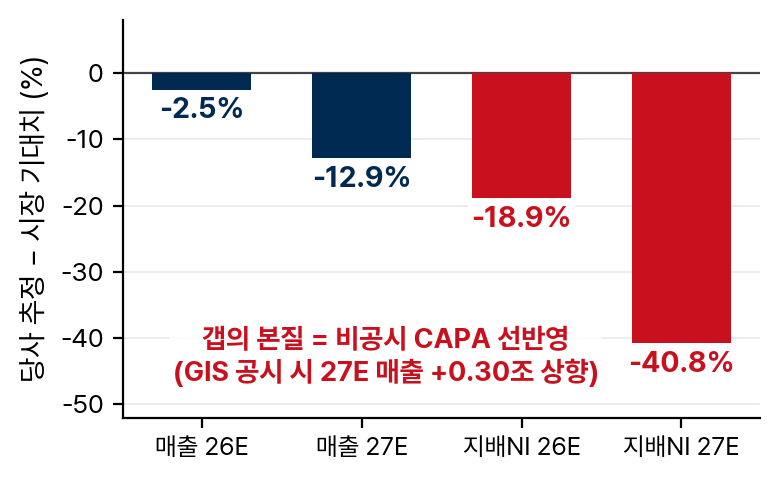 당사 추정 – 시장 기대치 (%)
0
-10
-20
-30
-40
-50
-2.5%
-12.9%
-18.9%
-40.8%
갭의 본질 = 비공시 CAPA 선반영
(GIS 공시 시 27E 매출 +0.30조 상향)
매출 26E
매출 27E
지배NI 26E
지배NI 27E